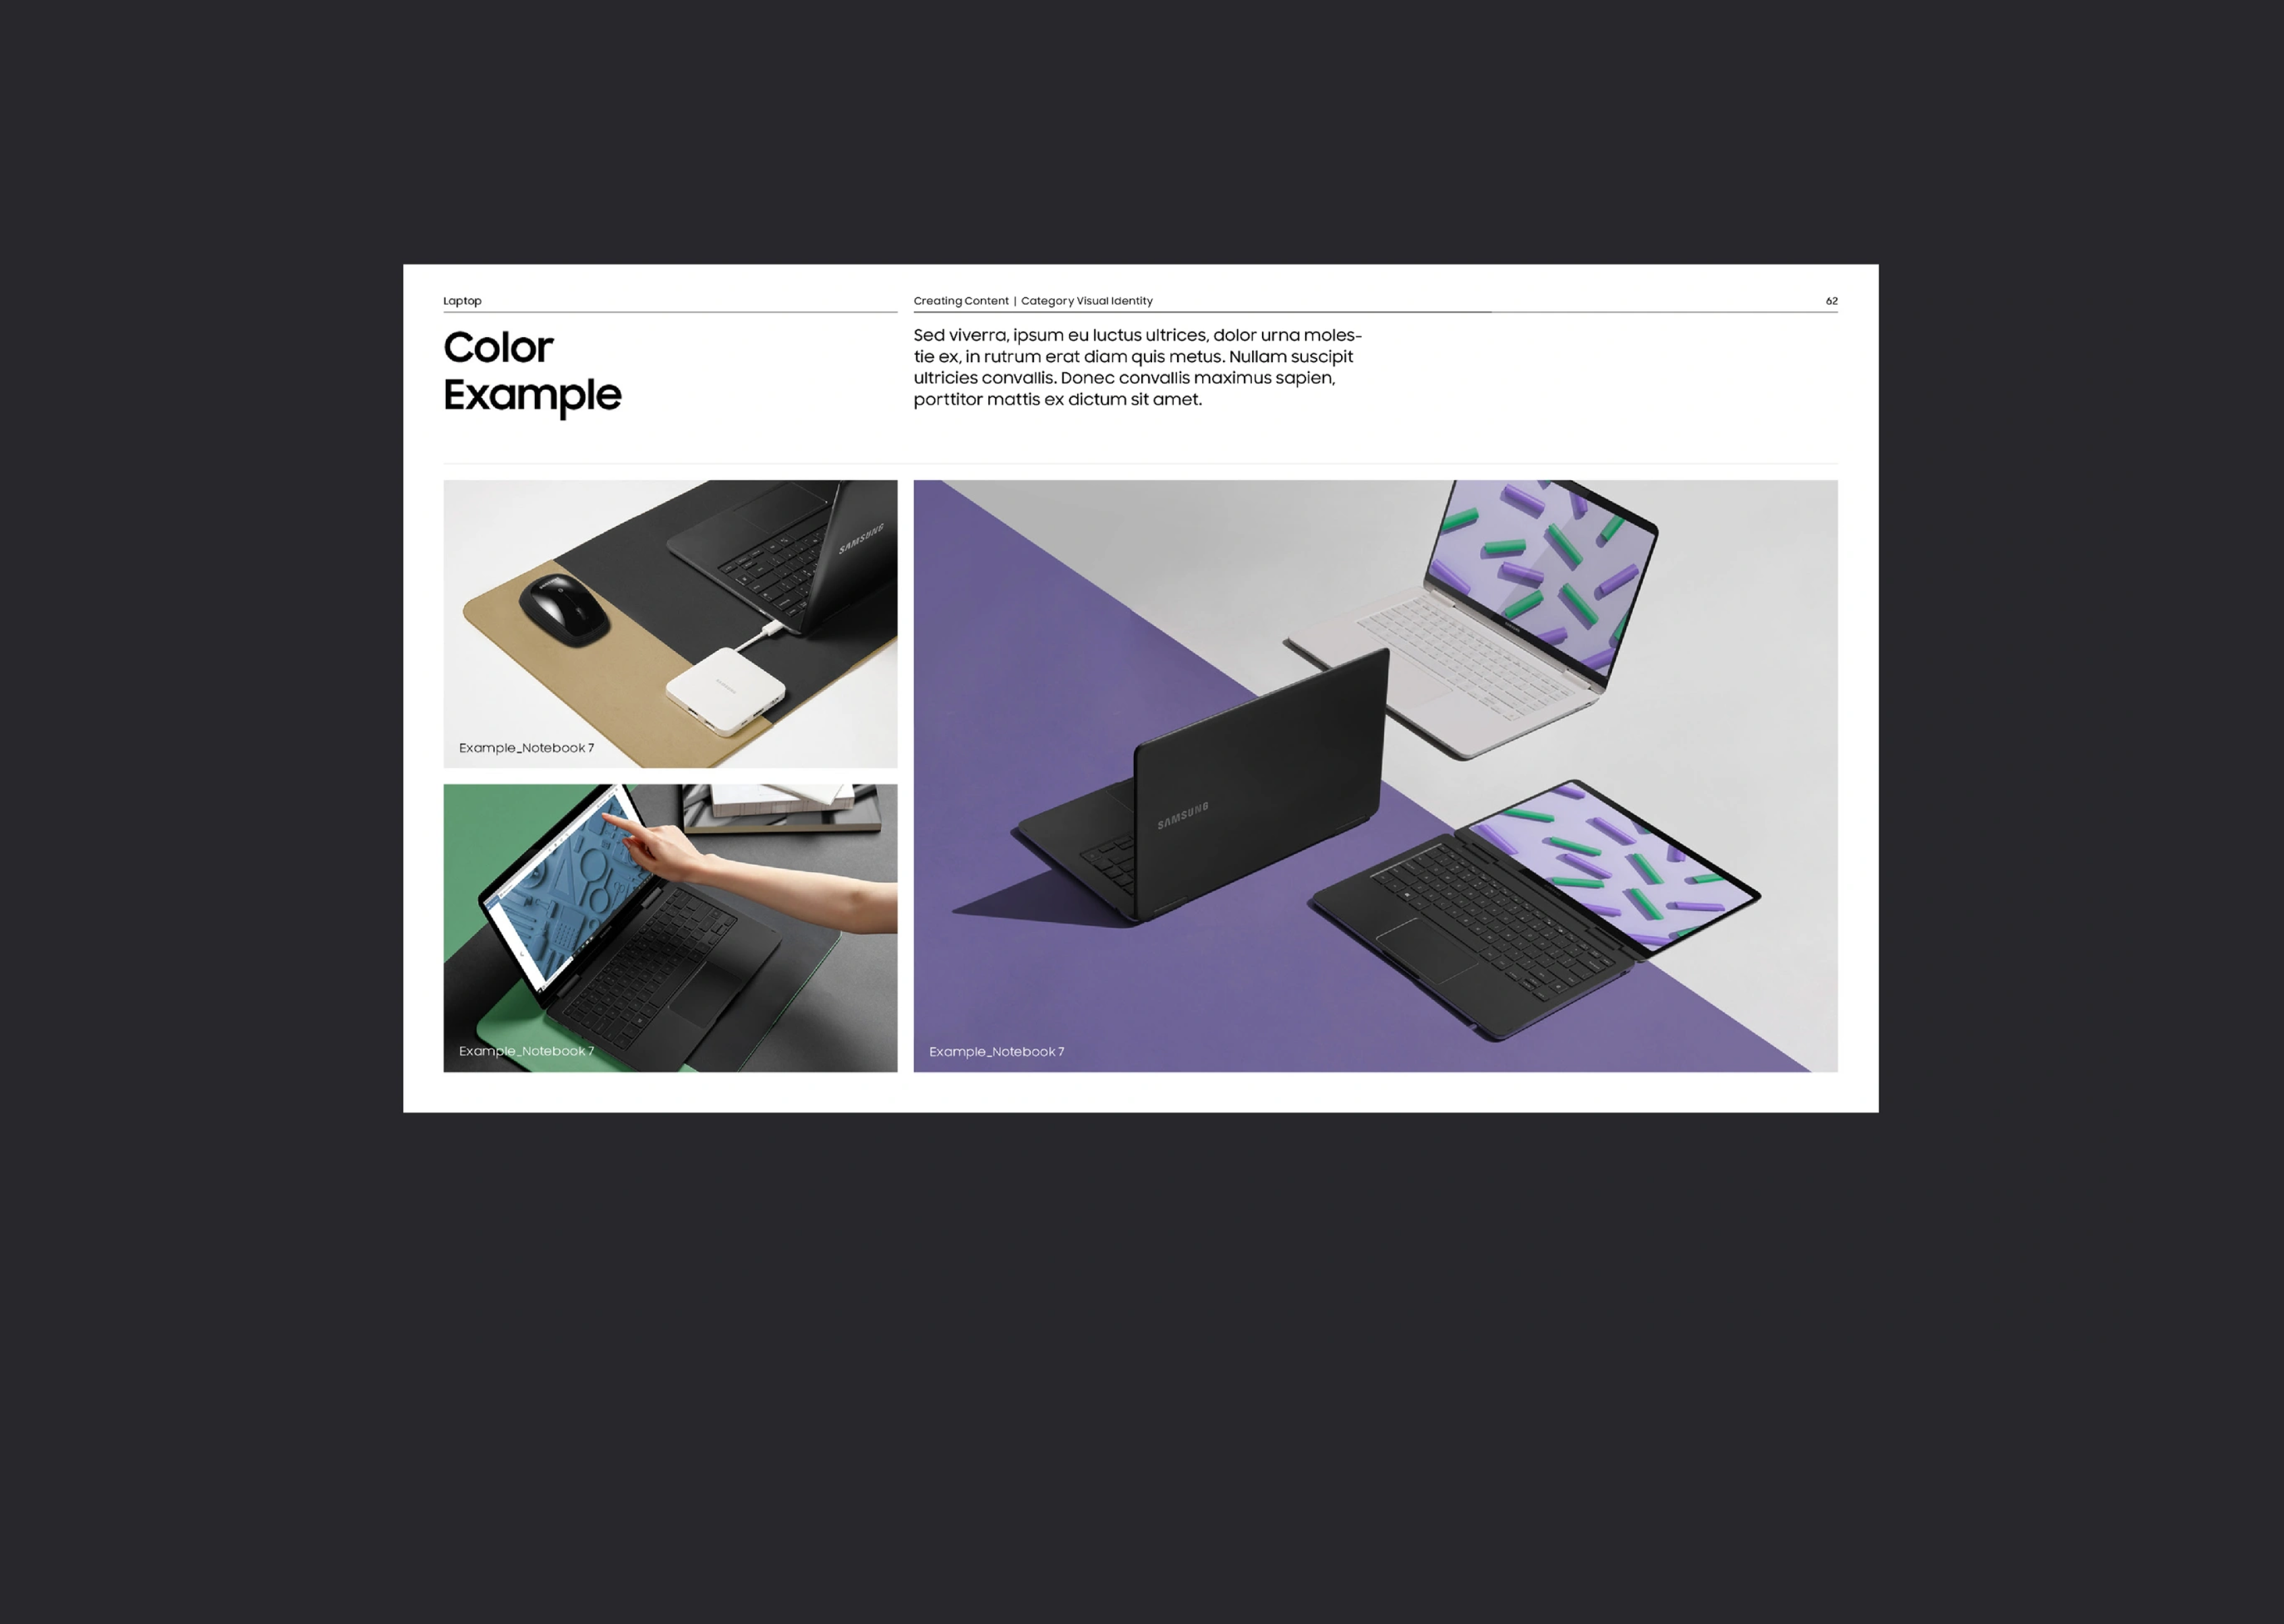 Laptop
Creating Content | Category Visual Identity
62
Color
Example
Sed viverra, ipsum eu luctus ultrices, dolor urna moles-
tie ex, in rutrum erat diam quis metus. Nullam suscipit
ultricies convallis. Donec convallis maximus sapien,
porttitor mattis ex dictum sit amet.
SAMSUNG
Example_Notebook 7
Example_Notebook 7
SAMSUNG
Example_Notebook 7